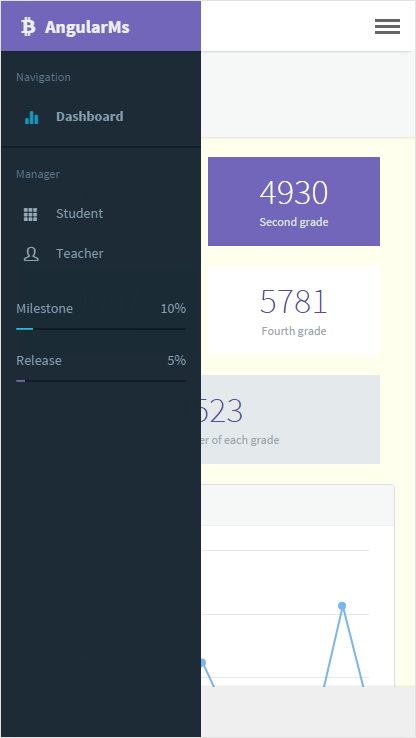 AngularMs
Navigation
Dashboard
Manager
Student
Teacher
Milestone 10%
Release 5%
4930
Second grade
5781
Fourth grade
523
of each grade